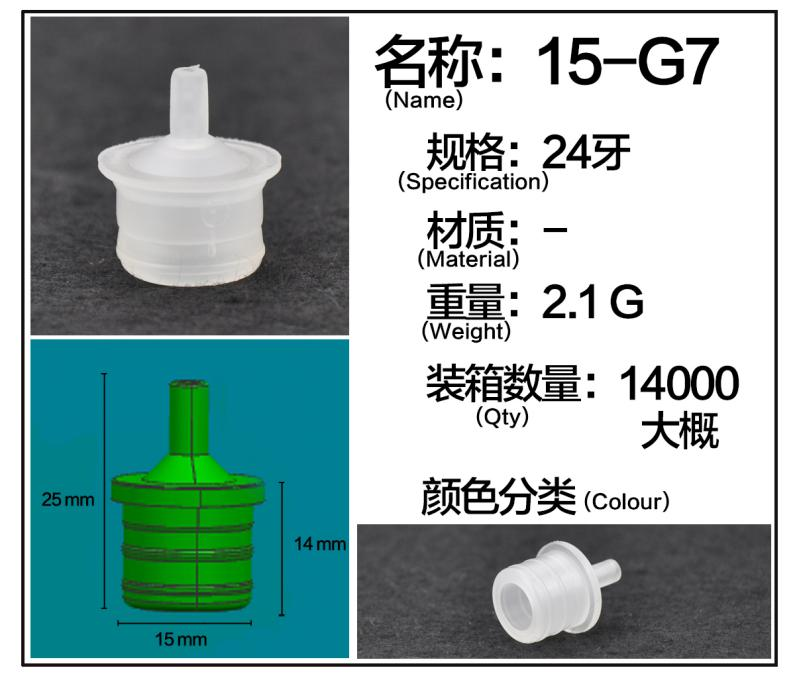 名称：15-G7
(Name)
规格：24牙
(Specification)
材质：-
(Material)
重量：2.1 G
(Weight)
装箱数量：14000
(Qty)
大概
颜色分类 (Colour)
25 mm
14 mm
15 mm